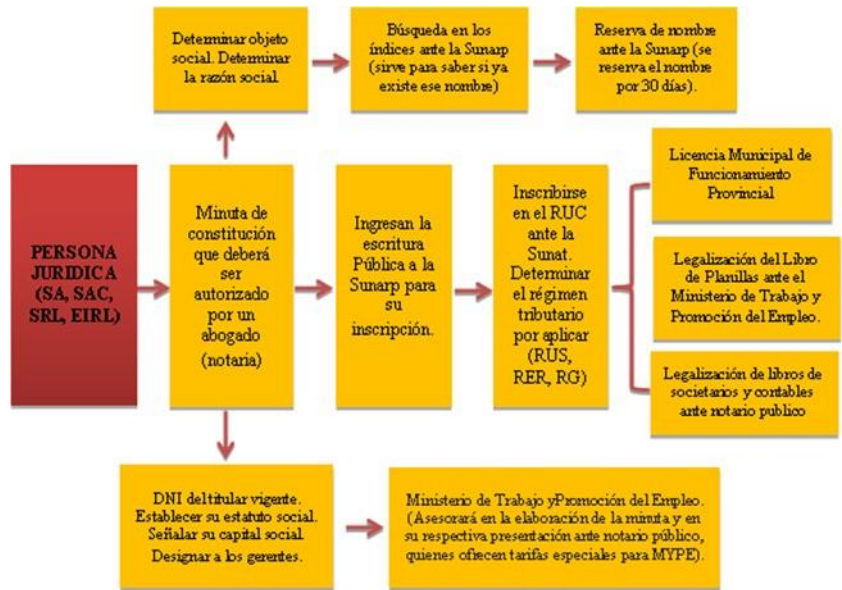 Determinar objeto
social. Determinar
la razón social.
Búsqueda en los
índices ante la Sunarp
(sirve para saber si ya
existe ese nombre)
Reserva de nombre
ante la Sunarp (se
reserva el nombre
por 30 días).
PERSONA
JURIDICA
(SA, SAC,
SRL, EIRL)
Minuta de
constitución
que deberá
ser
autorizado
por un
abogado
(notaria)
Ingresan la
escritura
Pública a la
Sunarp para
su
inscripción.
Inscribirse
en el RUC
ante la
Sunat.
Determinar
el régimen
tributario
por aplicar
(RUS,
RER, RG)
Licencia Municipal de
Funcionamiento
Provincial
Legalización del Libro
de Planillas ante el
Ministerio de Trabajo y
Promoción del Empleo.
Legalización de libros de
societarios y contables
ante notario publico
DNI del titular vigente.
Establecer su estatuto social.
Señalar su capital social.
Designar a los gerentes.
Ministerio de Trabajo yPromoción del Empleo.
(Asesorará en la elaboración de la minuta y en
su respectiva presentación ante notario público,
quienes ofrecen tarifas especiales para MYPE).